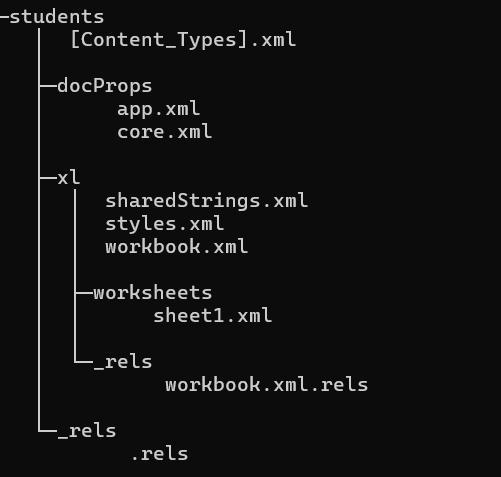 students
[Content_Types].xml
docProps
app.xml
core.xml
xl
sharedStrings.xml
styles.xml
workbook.xml
worksheets
sheet1.xml
_rels
workbook.xml.rels
_rels
.rels